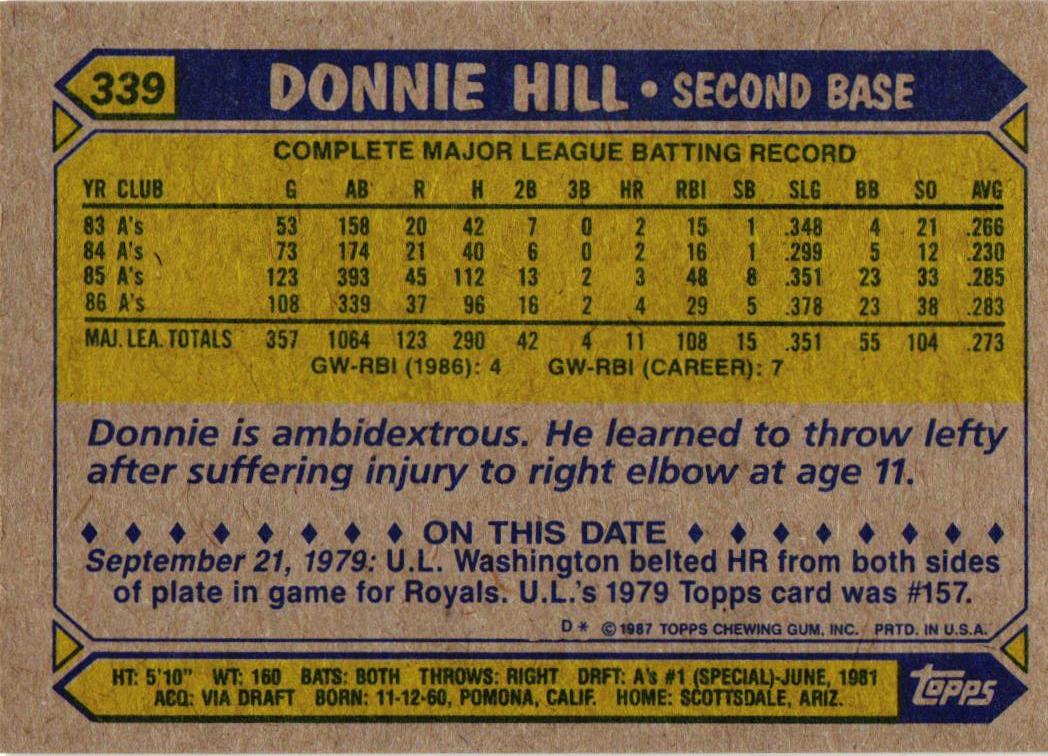 339 DONNIE HILL • SECOND BASE
COMPLETE MAJOR LEAGUE BATTING RECORD
YR CLUB G AB R H 2B 3B HR RBI SB SLG BB SO AVG
83 A's 53 158 20 42 7 0 2 15 1 .348 4 21 .266
84 A's 73 174 21 40 6 0 2 16 1 .299 5 12 .230
85 A's 123 393 45 112 13 2 3 48 8 .351 23 33 .285
86 A's 108 339 37 96 16 2 4 29 5 .378 23 38 .283
MAJ. LEA. TOTALS 357 1064 123 290 42 4 11 108 15 .351 55 104 .273
GW-RBI (1986): 4 GW-RBI (CAREER): 7
Donnie is ambidextrous. He learned to throw lefty
after suffering injury to right elbow at age 11.
♦ ♦ ♦ ♦ ♦ ♦ ♦ ♦ ON THIS DATE ♦ ♦ ♦ ♦ ♦ ♦ ♦ ♦
September 21, 1979: U.L. Washington belted HR from both sides
of plate in game for Royals. U.L.'s 1979 Topps card was #157.
D* ©1987 TOPPS CHEWING GUM, INC. PRTD. IN U.S.A.
HT: 5'10" WT: 160 BATS: BOTH THROWS: RIGHT DRFT: A's #1 (SPECIAL)-JUNE, 1981
ACQ: VIA DRAFT BORN: 11-12-60, POMONA, CALIF. HOME: SCOTTSDALE, ARIZ.
topps